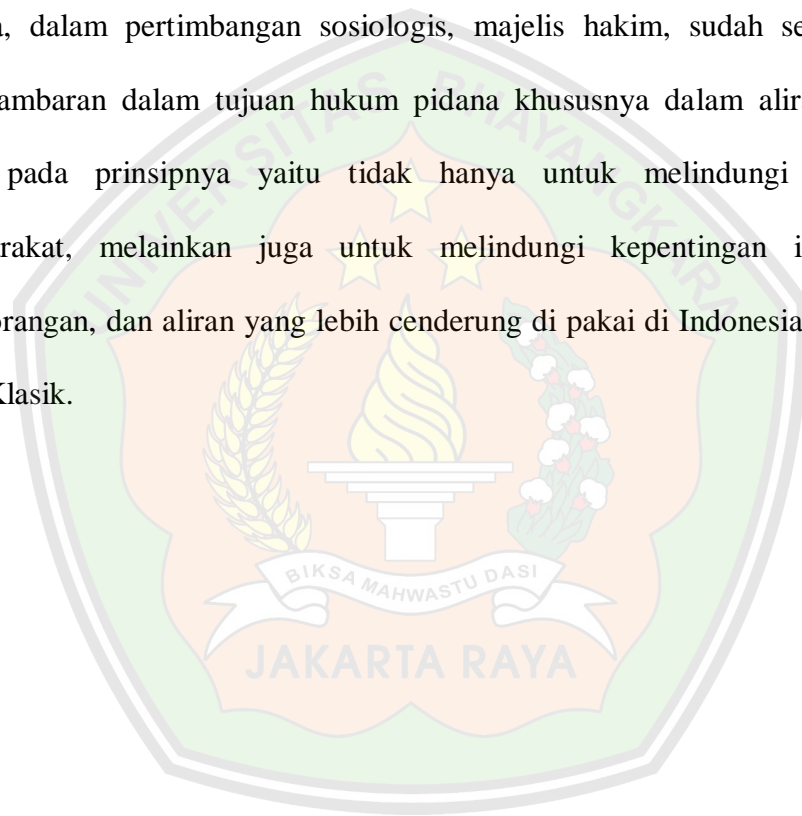 a, dalam pertimbangan sosiologis, majelis hakim, sudah se
ambaran dalam tujuan hukum pidana khususnya dalam alir
pada prinsipnya yaitu tidak hanya untuk melindungi
rakat, melainkan juga untuk melindungi kepentingan i
orangan, dan aliran yang lebih cenderung di pakai di Indonesia
Klasik.
UNIVERSITAS BHAYANGKARA
BIKSA MAHWASTU DASI
JAKARTA RAYA